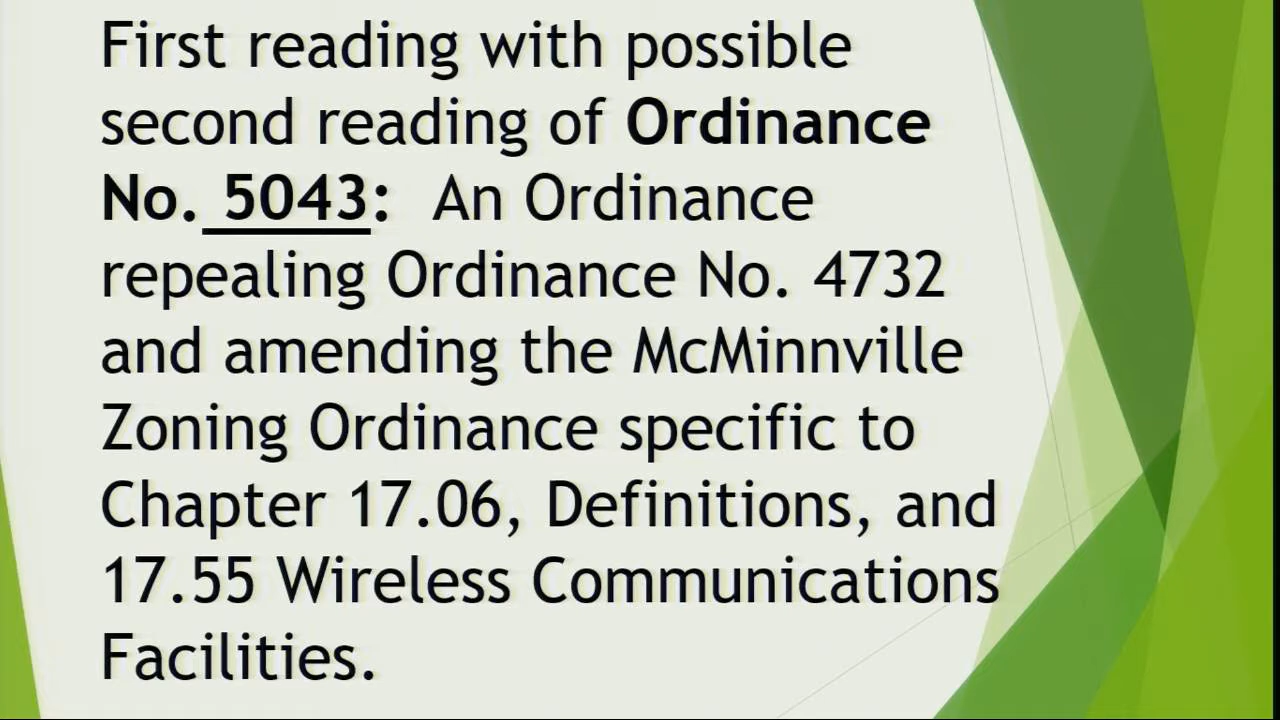 First reading with possible
second reading of Ordinance
No. 5043: An Ordinance
repealing Ordinance No. 4732
and amending the McMinnville
Zoning Ordinance specific to
Chapter 17.06, Definitions, and
17.55 Wireless Communications
Facilities.